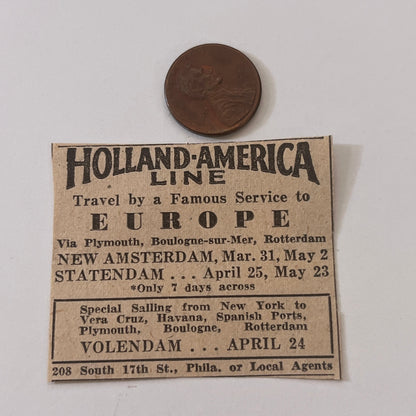 HOLLAND-AMERICA
LINE
Travel by a Famous Service to
EUROPE
Via Plymouth, Boulogne-sur-Mer, Rotterdam
NEW AMSTERDAM, Mar. 31, May 2
STATENDAM . . . April 25, May 23
*Only 7 days across
Special Sailing from New York to
Vera Cruz, Havana, Spanish Ports,
Plymouth, Boulogne, Rotterdam
VOLENDAM . . . APRIL 24
208 South 17th St., Phila. or Local Agents